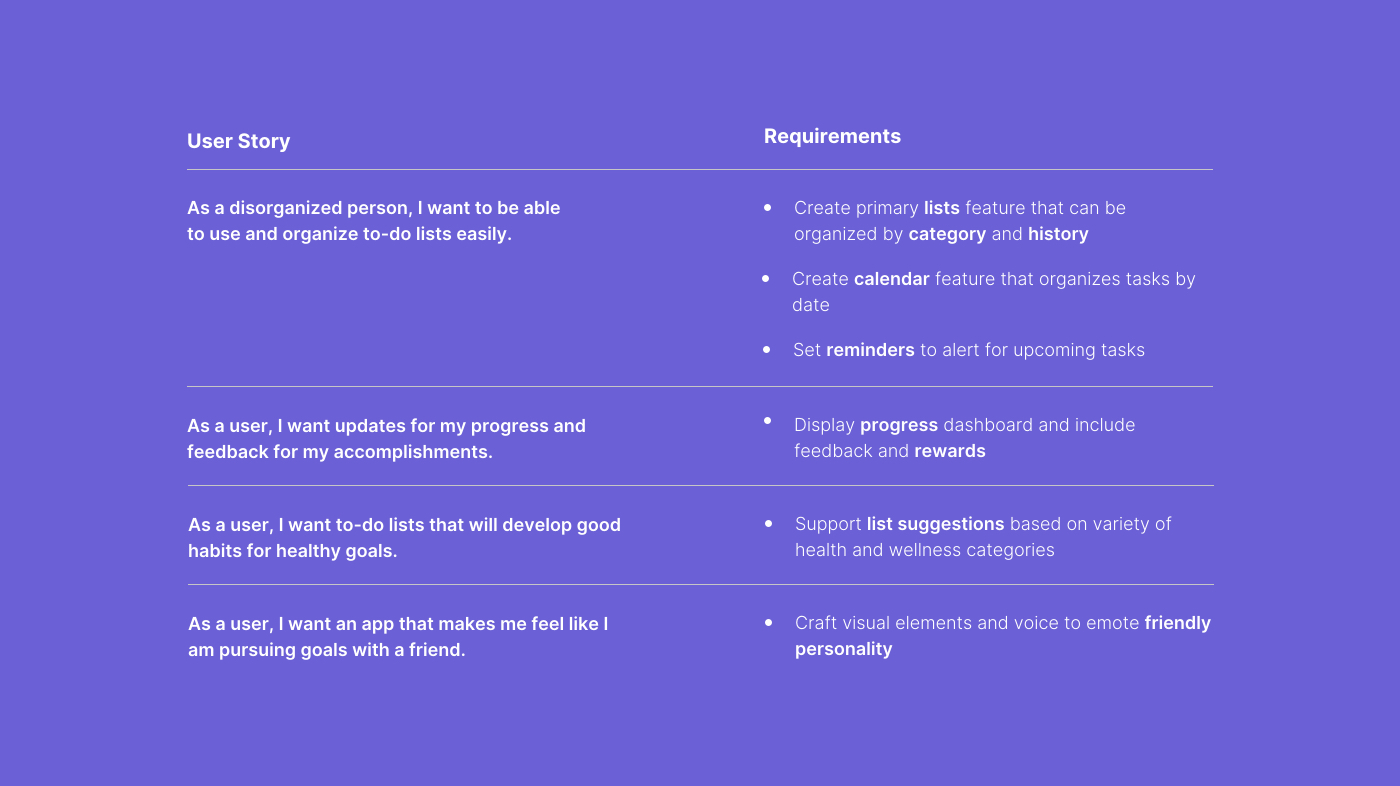 User Story
Requirements
As a disorganized person, I want to be able
to use and organize to-do lists easily.
• Create primary lists feature that can be
organized by category and history
• Create calendar feature that organizes tasks by
date
• Set reminders to alert for upcoming tasks
As a user, I want updates for my progress and
feedback for my accomplishments.
• Display progress dashboard and include
feedback and rewards
As a user, I want to-do lists that will develop good
habits for healthy goals.
• Support list suggestions based on variety of
health and wellness categories
As a user, I want an app that makes me feel like I
am pursuing goals with a friend.
• Craft visual elements and voice to emote friendly
personality